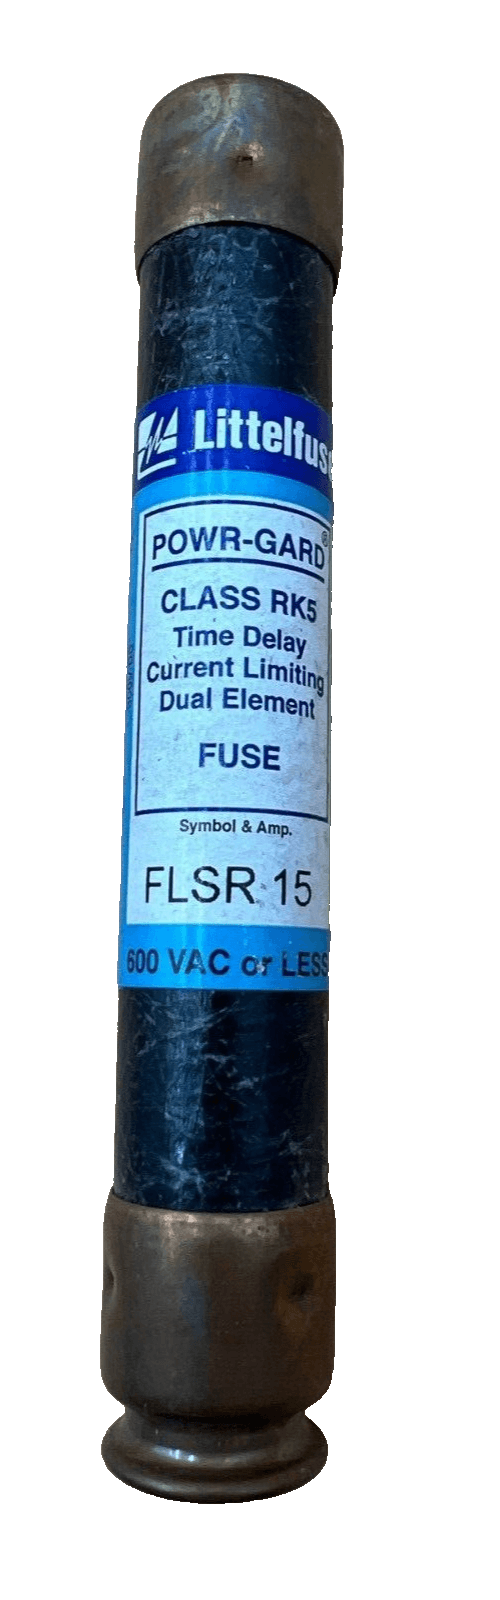 Littelfuse
POWR-GARD®
CLASS RK5
Time Delay
Current Limiting
Dual Element
FUSE
Symbol & Amp.
FLSR 15
600 VAC or LESS